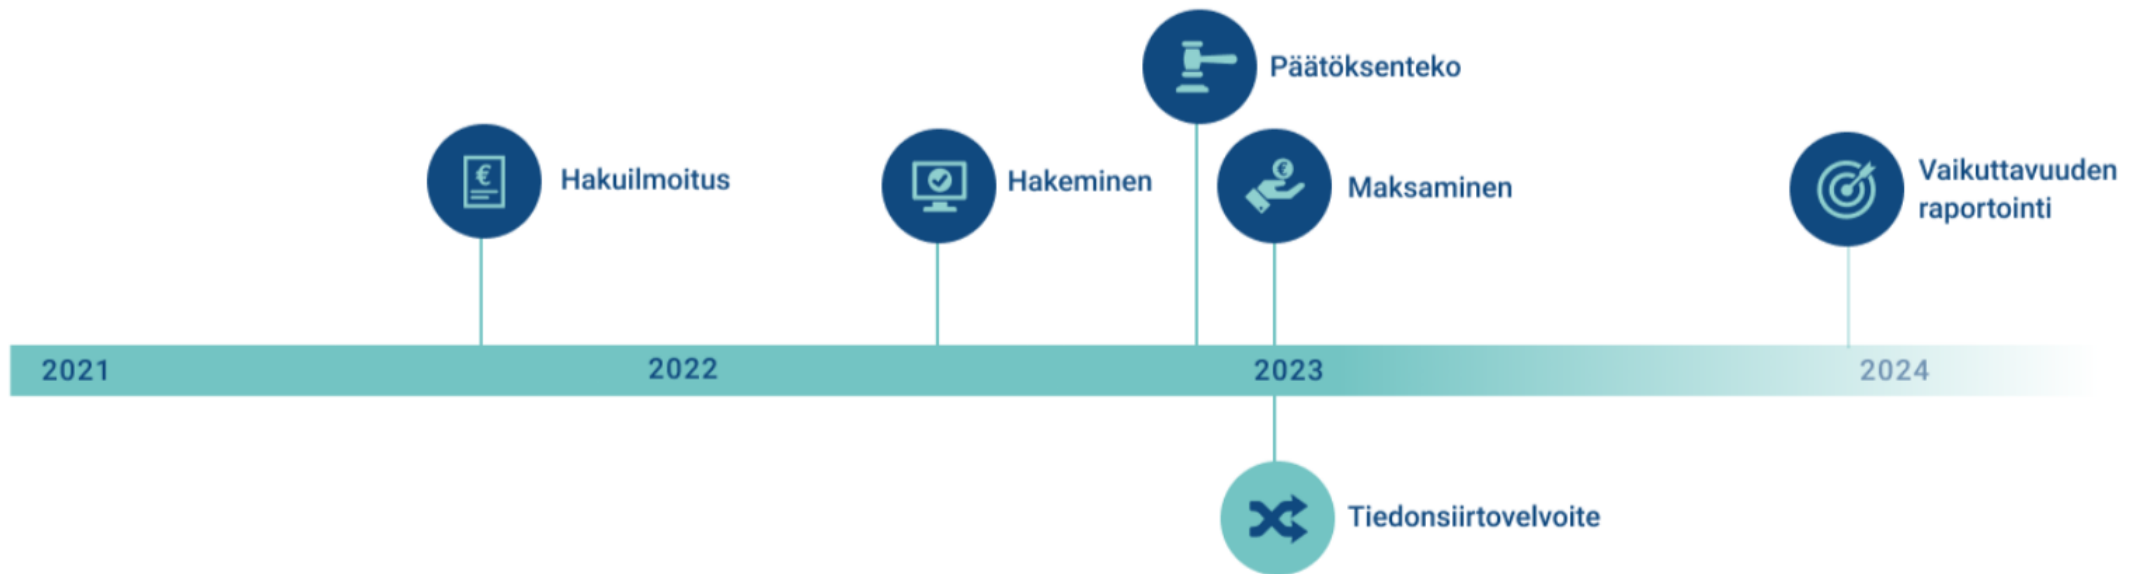 Päätöksenteko
Hakuilmoitus
Hakeminen
Maksaminen
Vaikuttavuuden
raportointi
2021
2022
2023
2024
Tiedonsiirtovelvoite